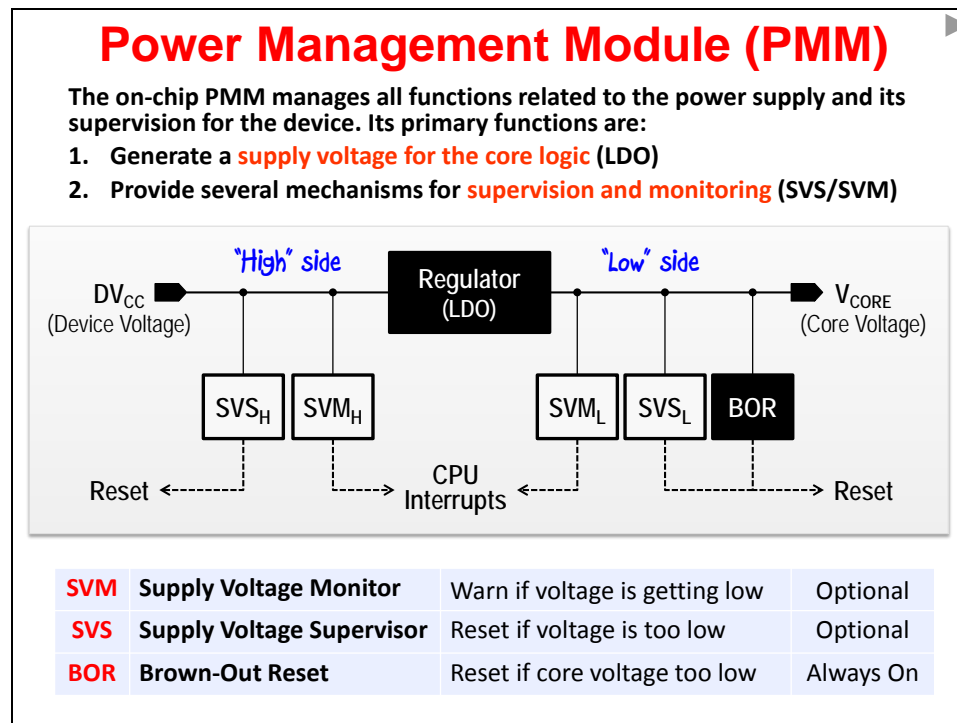 Power Management Module (PMM)
The on-chip PMM manages all functions related to the power supply and its
supervision for the device. Its primary functions are:
1. Generate a supply voltage for the core logic (LDO)
2. Provide several mechanisms for supervision and monitoring (SVS/SVM)
"High" side
Regulator
(LDO)
"Low" side
DVCC
(Device Voltage)
VCORE
(Core Voltage)
SVSH
SVMH
SVML
SVSL
BOR
Reset
CPU
Interrupts
Reset
SVM Supply Voltage Monitor Warn if voltage is getting low Optional
SVS Supply Voltage Supervisor Reset if voltage is too low Optional
BOR Brown-Out Reset Reset if core voltage too low Always On